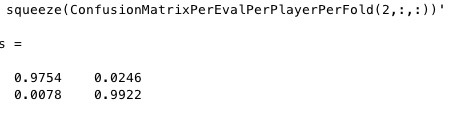 squeeze(ConfusionMatrixPerEvalPerPlayerPerFold(2,:,:))'
s =
0.9754 0.0246
0.0078 0.9922